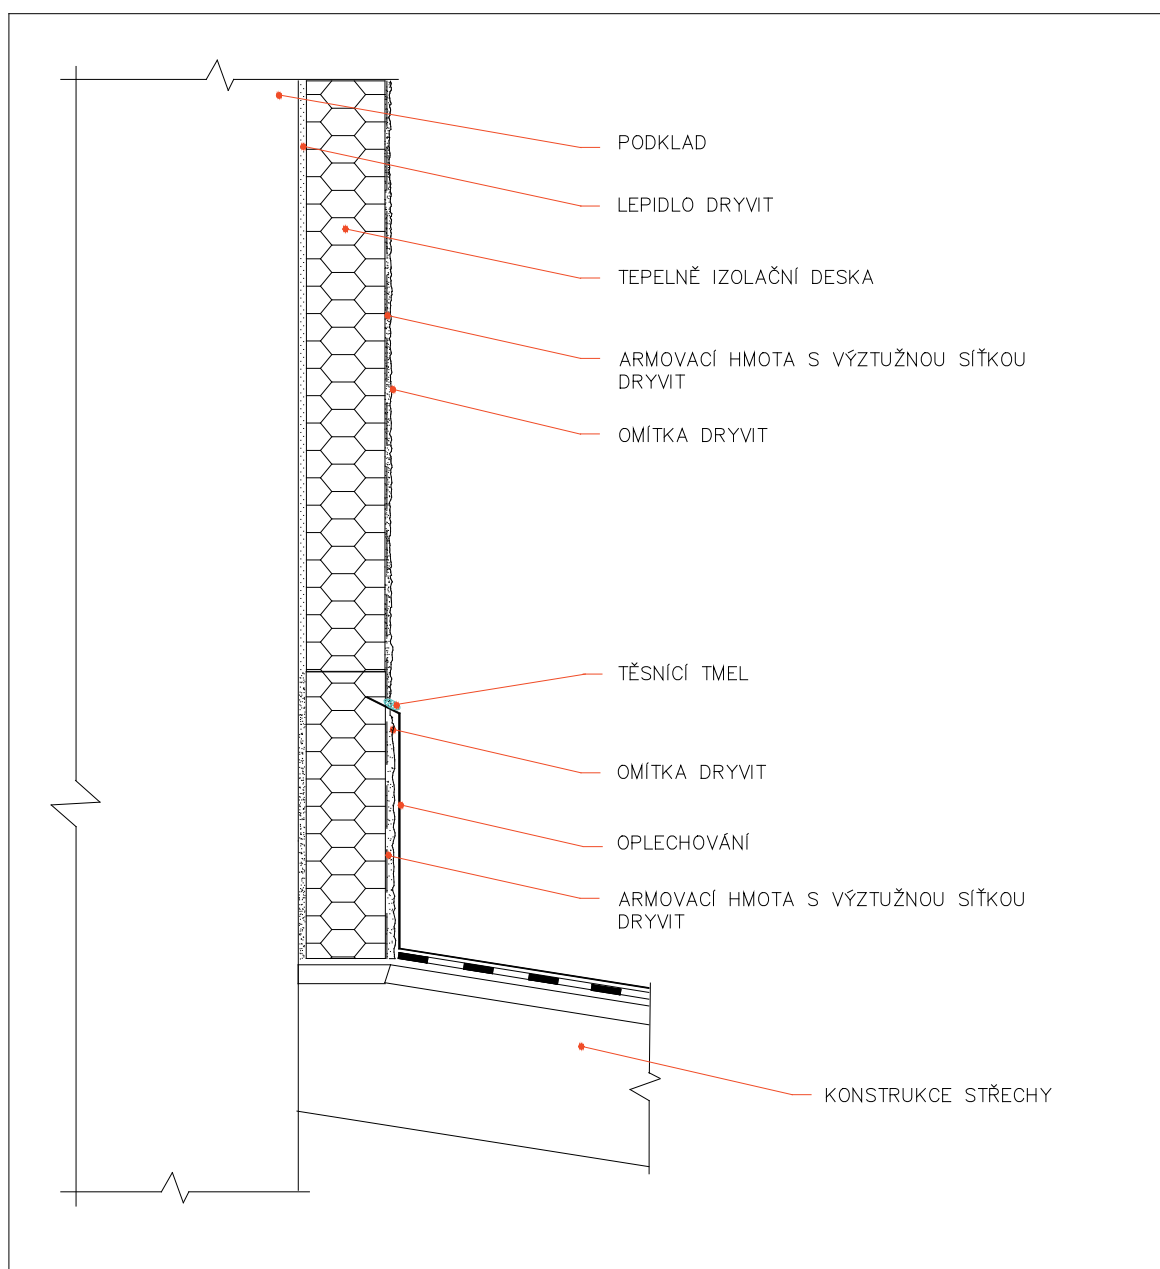 PODKLAD
LEPIDLO DRYVIT
TEPELNĚ IZOLAČNÍ DESKA
ARMOVACÍ HMOTA S VÝZTUŽNOU SÍŤKOU
DRYVIT
OMÍTKA DRYVIT
TĚSNÍCÍ TMEL
OMÍTKA DRYVIT
OPLECHOVÁNÍ
ARMOVACÍ HMOTA S VÝZTUŽNOU SÍŤKOU
DRYVIT
KONSTRUKCE STŘECHY